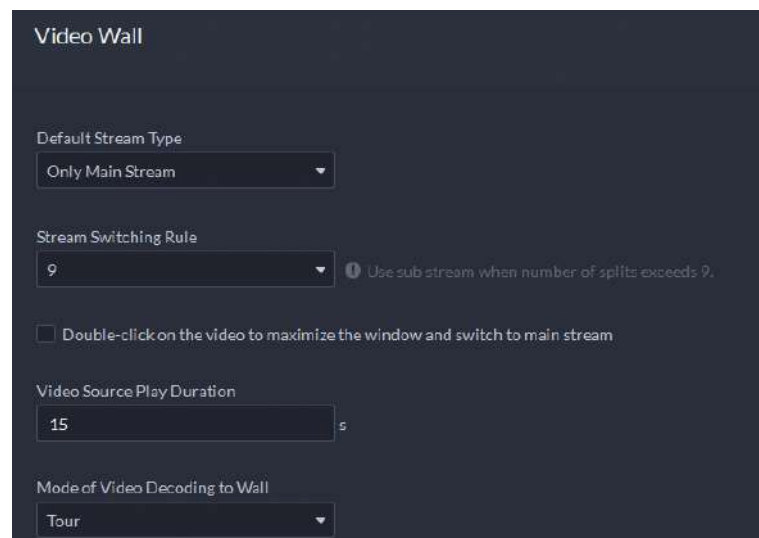 Video Wall
Default Stream Type
Only Main Stream
Stream Switching Rule
9
Use sub stream when number of splits exceeds 9.
Double-click on the video to maximize the window and switch to main stream
Video Source Play Duration
15 s
Mode of Video Decoding to Wall
Tour